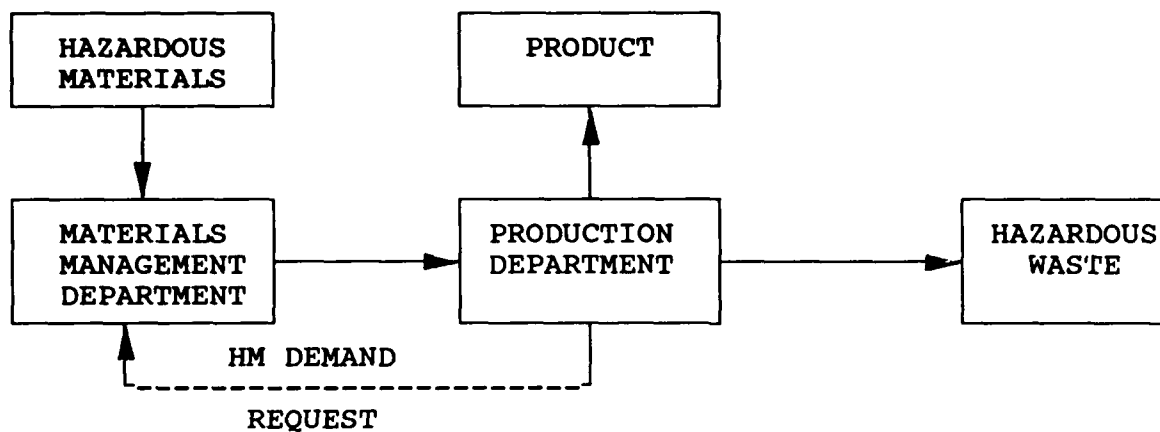 HAZARDOUS
MATERIALS
PRODUCT
MATERIALS
MANAGEMENT
DEPARTMENT
PRODUCTION
DEPARTMENT
HAZARDOUS
WASTE
HM DEMAND
REQUEST